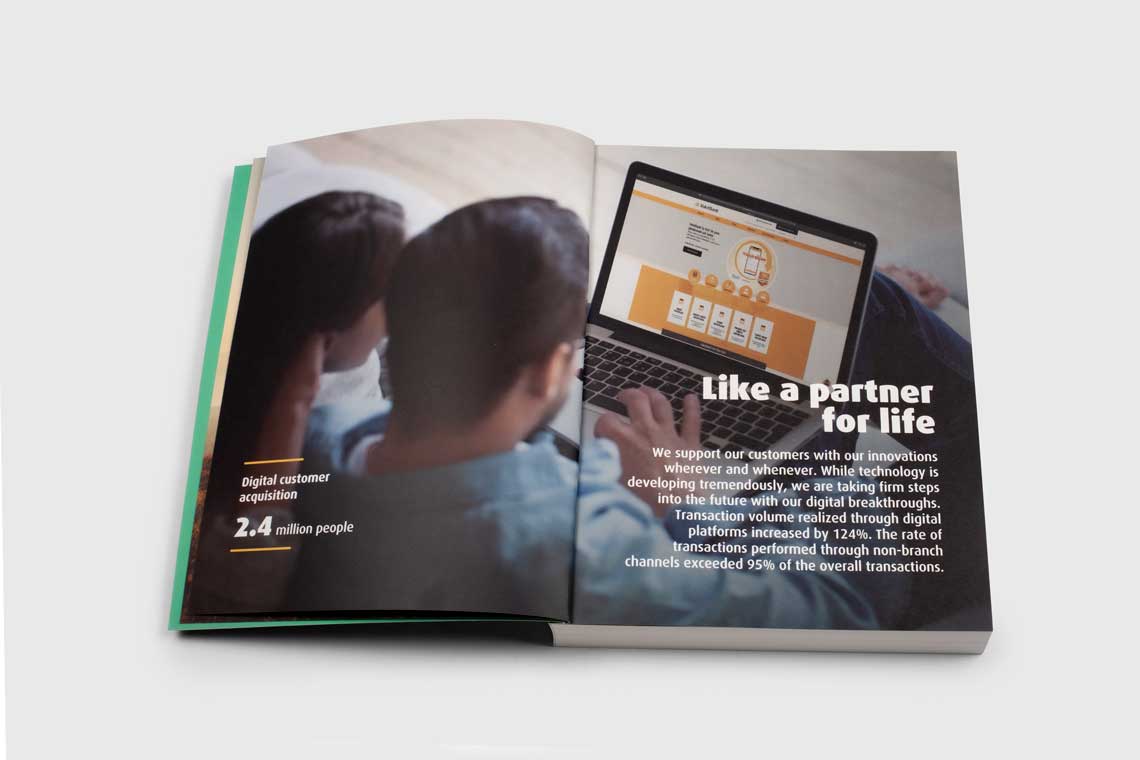 Digital customer
acquisition
2.4 million people
Like a partner
for life
We support our customers with our innovations
wherever and whenever. While technology is
developing tremendously, we are taking firm steps
into the future with our digital breakthroughs.
Transaction volume realized through digital
platforms increased by 124%. The rate of
transactions performed through non-branch
channels exceeded 95% of the overall transactions.